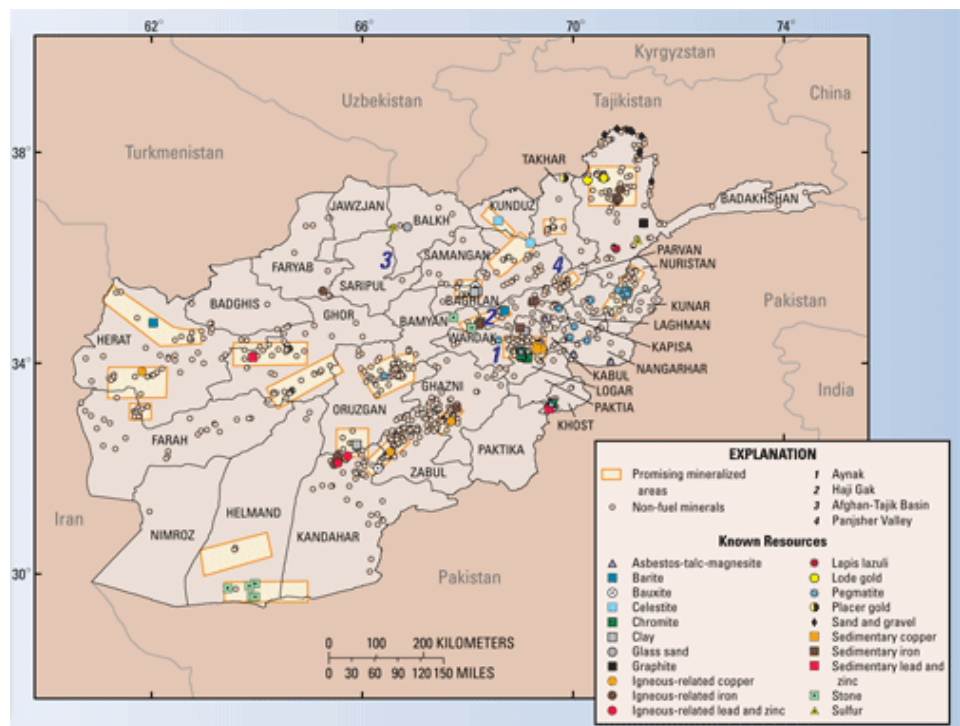 62°
66°
70°
74°
Kyrgyzstan
Uzbekistan
Tajikistan
China
Turkmenistan
38°
TAKHAR
JAWZJAN
BALKH
KUNDUZ
BADAKHSHAN
3
SAMANGAN
4
PARVAN
NURISTAN
FARYAB
SARIPUL
BADGHIS
BAGHLAN
KUNAR
Pakistan
GHOR
BAMYAN
2
LAGHMAN
HERAT
WARDAK
KAPISA
34°
1
NANGARHAR
KABUL
LOGAR
India
GHAZNI
PAKTIA
ORUZGAN
KHOST
FARAH
PAKTIKA
ZABUL
Iran
HELMAND
NIMROZ
KANDAHAR
30°
Pakistan
0 100 200 KILOMETERS
0 30 60 90 120 150 MILES
EXPLANATION
Promising mineralized areas
Non-fuel minerals
1 Aynak
2 Haji Gak
3 Afghan-Tajik Basin
4 Panjsher Valley
Known Resources
Asbestos-talc-magnesite
Barite
Bauxite
Celestite
Chromite
Clay
Glass sand
Graphite
Igneous-related copper
Igneous-related iron
Igneous-related lead and zinc
Lapis lazuli
Lode gold
Pegmatite
Placer gold
Sand and gravel
Sedimentary copper
Sedimentary iron
Sedimentary lead and
zinc
Stone
Sulfur